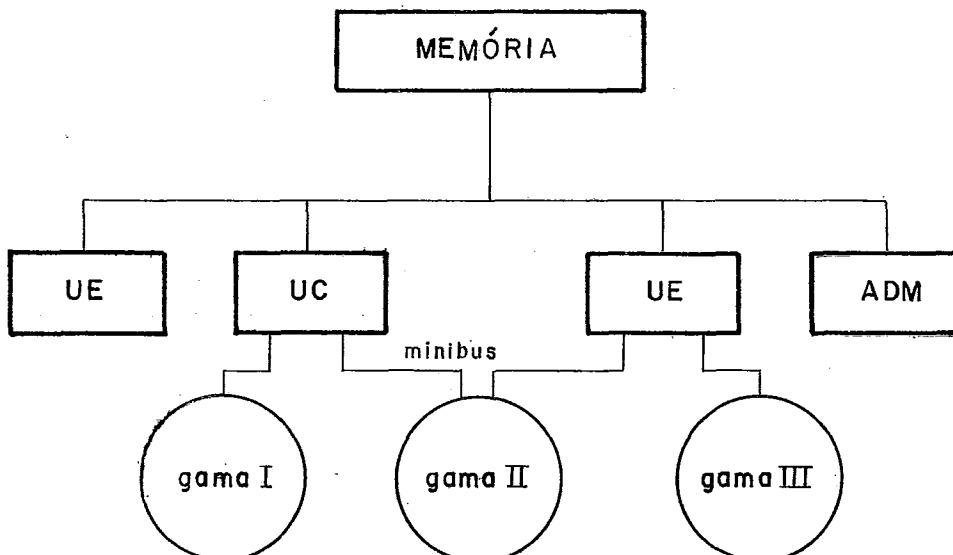 MEMÓRIA
UE
UC
UE
ADM
minibus
gama I
gama II
gama III